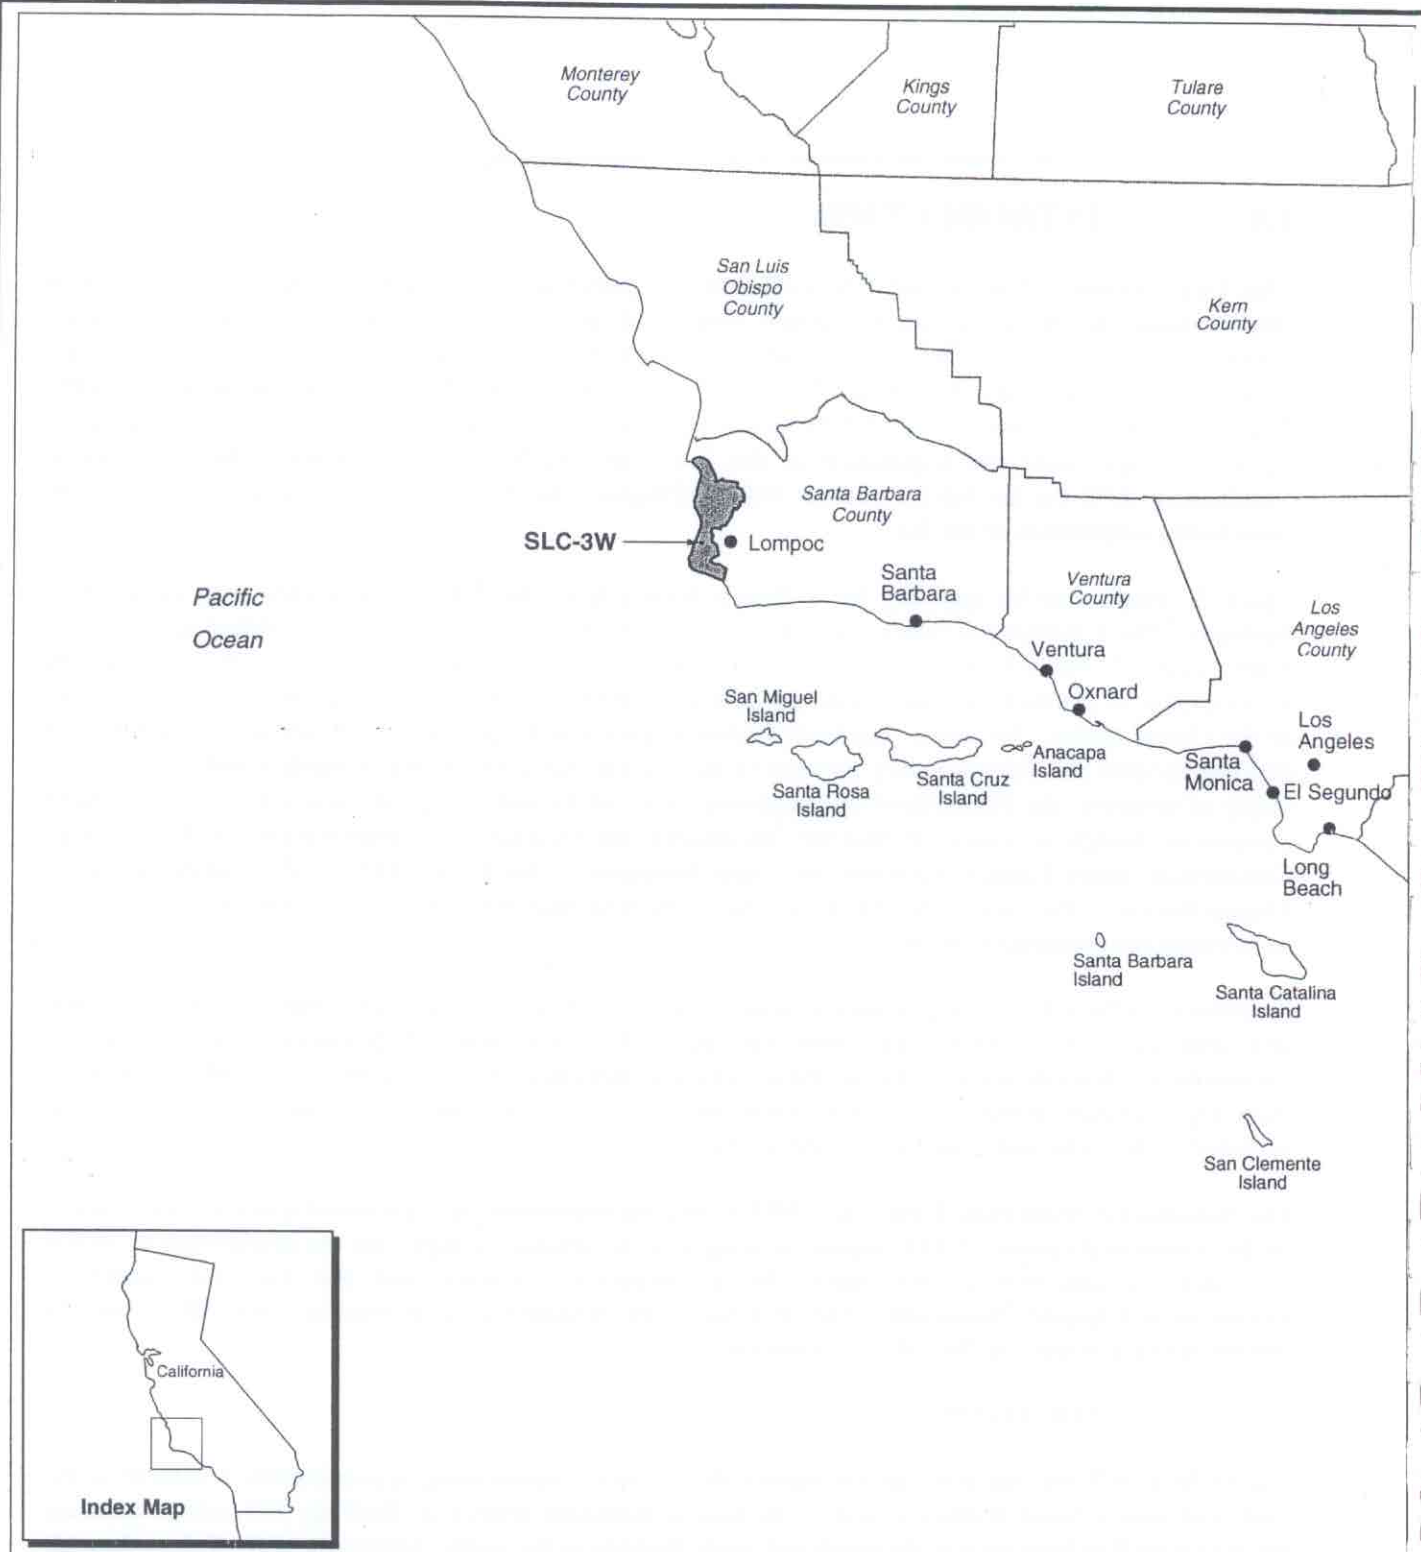 Monterey
County
Kings
County
Tulare
County
San Luis
Obispo
County
Kern
County
Santa Barbara
County
SLC-3W
Lompoc
Santa
Barbara
Ventura
County
Los
Angeles
County
Pacific
Ocean
Ventura
Oxnard
San Miguel
Island
Santa Rosa
Island
Santa Cruz
Island
Anacapa
Island
Santa
Monica
Los
Angeles
El Segundo
Long
Beach
Santa Barbara
Island
Santa Catalina
Island
San Clemente
Island
California
Index Map